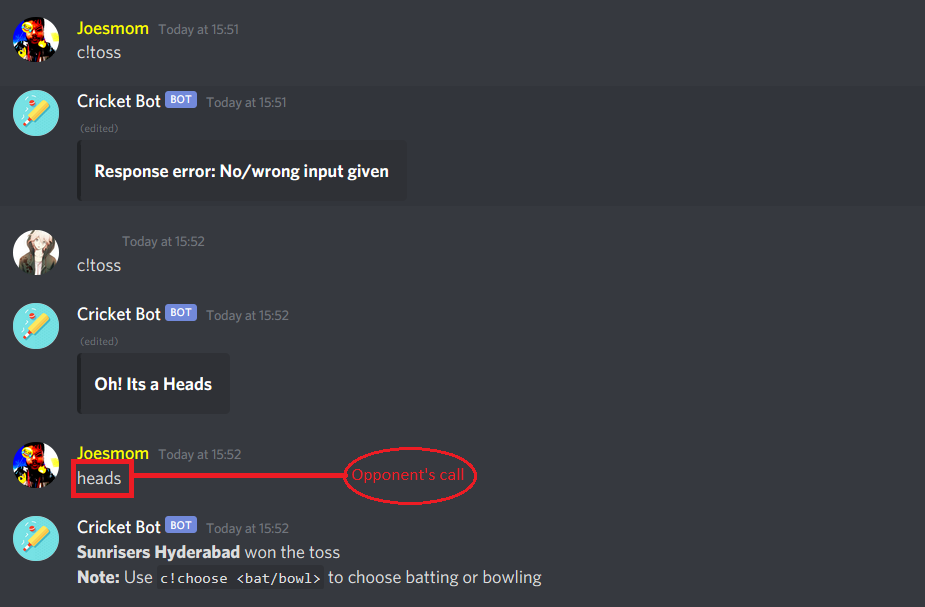 Joesmom Today at 15:51
c!toss
Cricket Bot BOT Today at 15:51
(edited)
Response error: No/wrong input given
Today at 15:52
c!toss
Cricket Bot BOT Today at 15:52
(edited)
Oh! Its a Heads
Joesmom Today at 15:52
heads
Opponent's call
Cricket Bot BOT Today at 15:52
Sunrisers Hyderabad won the toss
Note: Use c!choose <bat/bowl> to choose batting or bowling